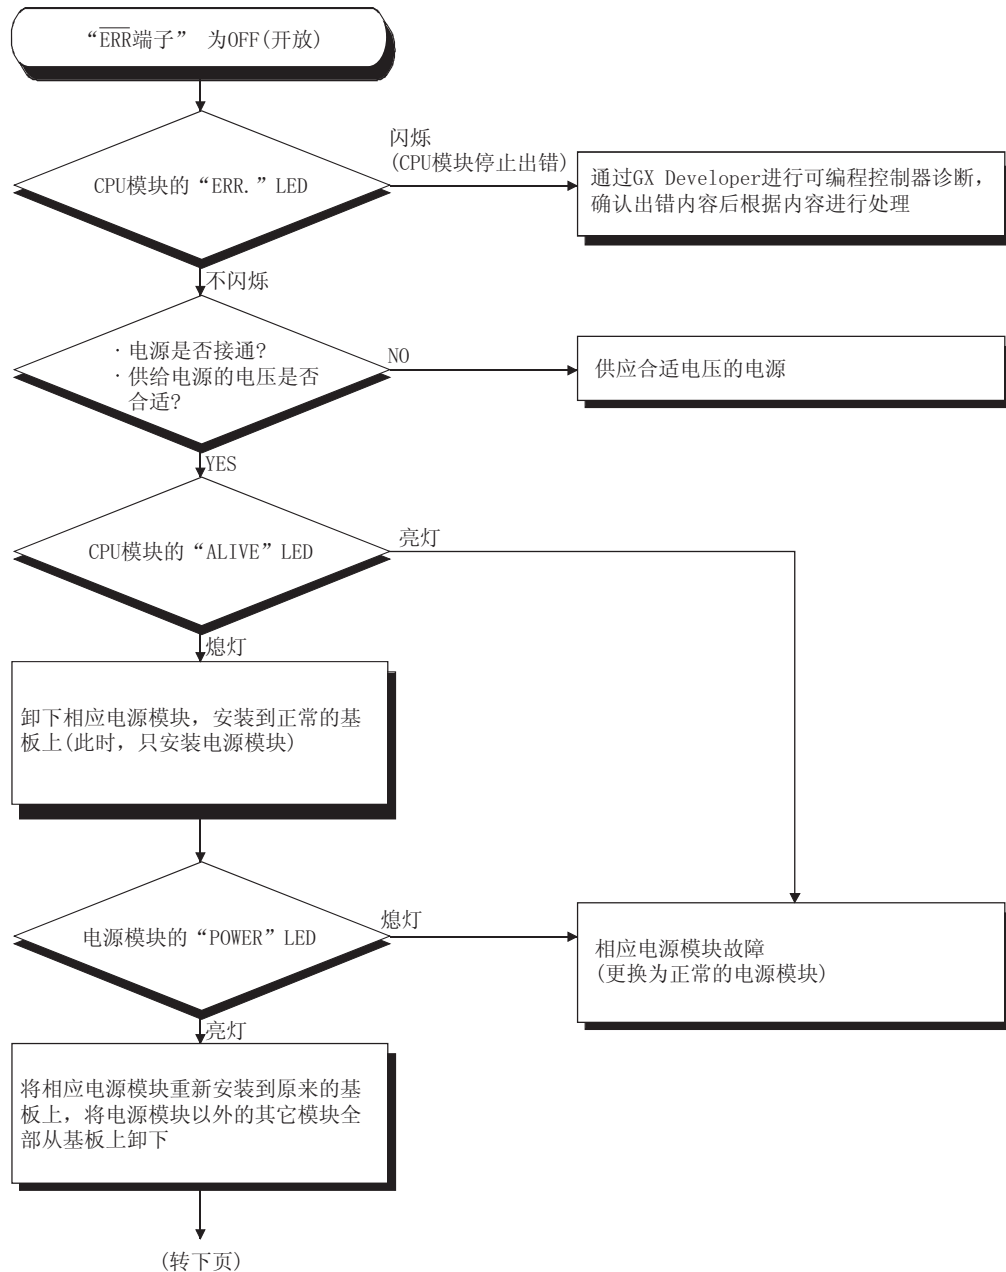 “ERR端子” 为OFF(开放)
CPU模块的“ERR.”LED
闪烁
(CPU模块停止出错)
通过GX Developer进行可编程控制器诊断，
确认出错内容后根据内容进行处理
不闪烁
·电源是否接通?
·供给电源的电压是否
合适?
NO
供应合适电压的电源
YES
CPU模块的“ALIVE”LED
亮灯
熄灯
卸下相应电源模块，安装到正常的基
板上(此时，只安装电源模块)
电源模块的“POWER”LED
熄灯
相应电源模块故障
(更换为正常的电源模块)
亮灯
将相应电源模块重新安装到原来的基
板上，将电源模块以外的其它模块全
部从基板上卸下
(转下页)